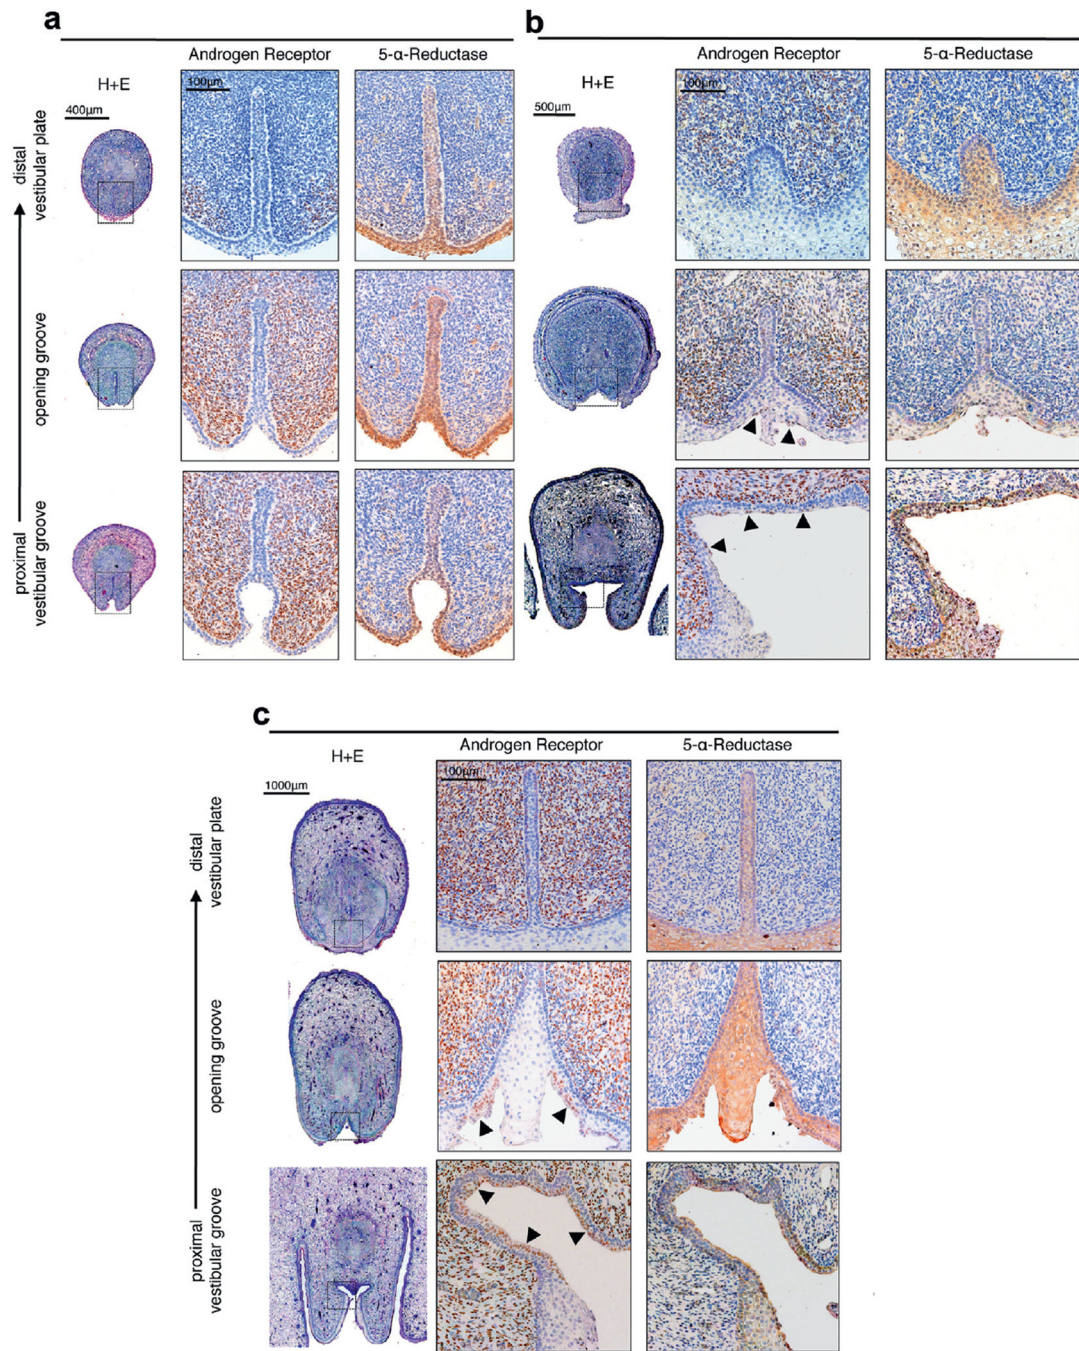 a
Androgen Receptor
5-α-Reductase
H+E
100μm
400μm
distal
vestibular plate
opening groove
proximal
vestibular groove
b
Androgen Receptor
5-α-Reductase
H+E
100μm
500μm
c
H+E
Androgen Receptor
5-α-Reductase
100μm
1000μm
distal
vestibular plate
opening groove
proximal
vestibular groove